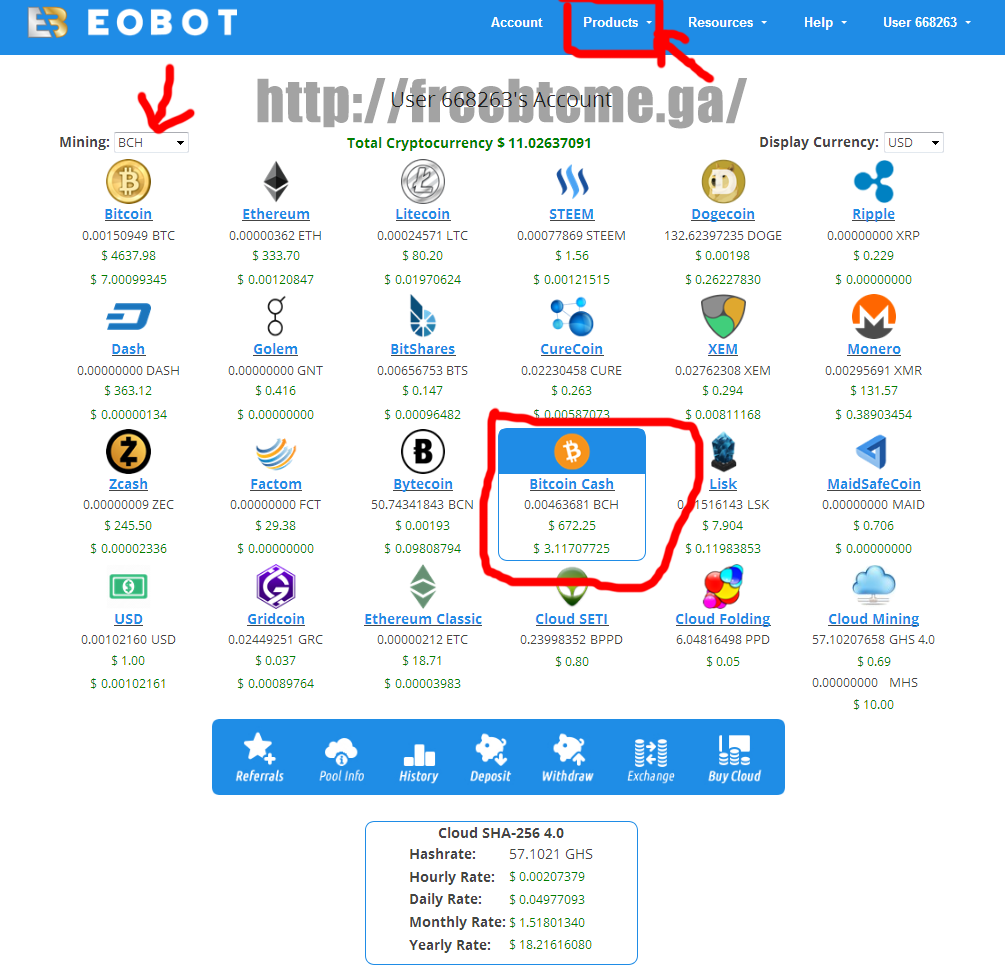 EOBOT
Account Products Resources Help User 668263
http://freebtcme.ga/
User 668263's Account
Mining: BCH Total Cryptocurrency $ 11.02637091 Display Currency: USD
Bitcoin Ethereum Litecoin STEEM Dogecoin Ripple
0.00150949 BTC 0.00000362 ETH 0.00024571 LTC 0.00077869 STEEM 132.62397235 DOGE 0.00000000 XRP
$ 4637.98 $ 333.70 $ 80.20 $ 1.56 $ 0.00198 $ 0.229
$ 7.00099345 $ 0.00120847 $ 0.01970624 $ 0.00121515 $ 0.26227830 $ 0.00000000
Dash Golem BitShares CureCoin XEM Monero
0.00000000 DASH 0.00000000 GNT 0.00656753 BTS 0.02230458 CURE 0.02762308 XEM 0.00295691 XMR
$ 363.12 $ 0.416 $ 0.147 $ 0.263 $ 0.294 $ 131.57
$ 0.00000134 $ 0.00000000 $ 0.00096482 $ 0.00587073 $ 0.00811168 $ 0.38903454
Zcash Factom Bytecoin Bitcoin Cash Lisk MaidSafeCoin
0.00000009 ZEC 0.00000000 FCT 50.74341843 BCN 0.00463681 BCH LSK 0.00000000 MAID
$ 245.50 $ 29.38 $ 0.00193 $ 672.25 $ 7.904 $ 0.706
$ 0.00002336 $ 0.00000000 $ 0.09808794 $ 3.11707725 $ 0.11983853 $ 0.00000000
USD Gridcoin Ethereum Classic Cloud SETI Cloud Folding Cloud Mining
0.00102160 USD 0.02449251 GRC 0.00000212 ETC 0.23998352 BPPD 6.04816498 PPD 57.10207658 GHS 4.0
$ 1.00 $ 0.037 $ 18.71 $ 0.80 $ 0.05 $ 0.69
$ 0.00102161 $ 0.00089764 $ 0.00003983 0.00000000 MHS
$ 10.00
Referrals Pool Info History Deposit Withdraw Exchange Buy Cloud
Cloud SHA-256 4.0
Hashrate: 57.1021 GHS
Hourly Rate: $ 0.00207379
Daily Rate: $ 0.04977093
Monthly Rate: $ 1.51801340
Yearly Rate: $ 18.21616080